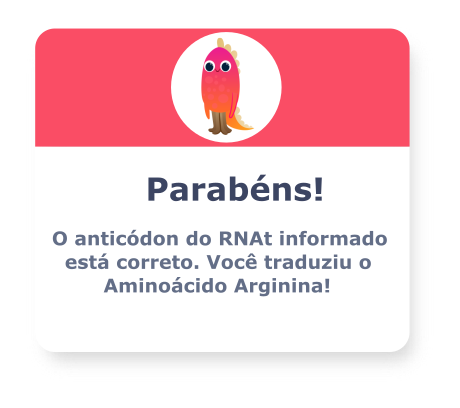 Parabéns!
O anticódon do RNAt informado
está correto. Você traduziu o
Aminoácido Arginina!